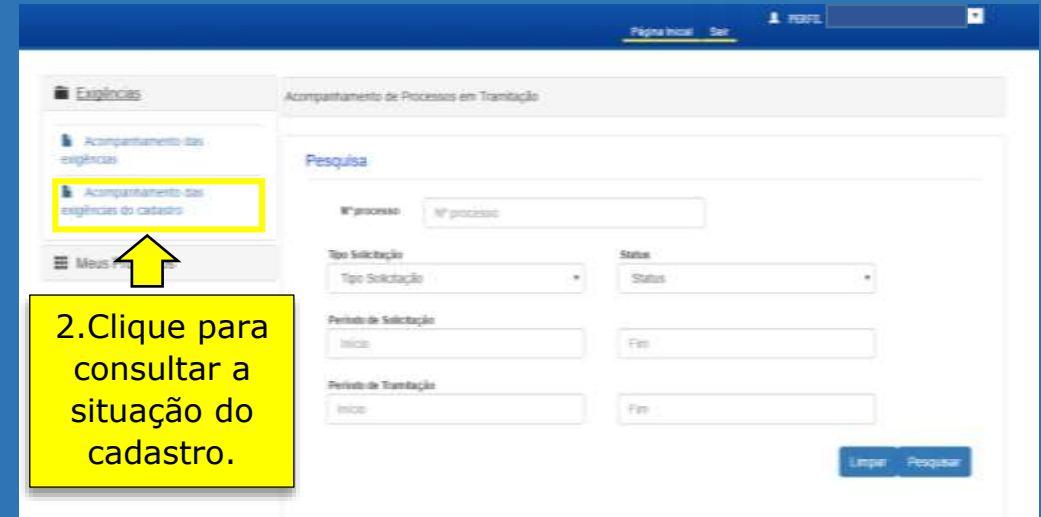 PERFIL
Página Inicial Sair
Exigências
Acompanhamento de Processos em Tramitação
Acompanhamento das
exigências
Acompanhamento das
exigências do cadastro
Meus
Pesquisa
Nº processo Nº processo
Tipo Solicitação Status
Tipo Solicitação Status
Período de Solicitação
Início Fim
Período de Tramitação
Início Fim
Limpar Pesquisar
2.Clique para
consultar a
situação do
cadastro.